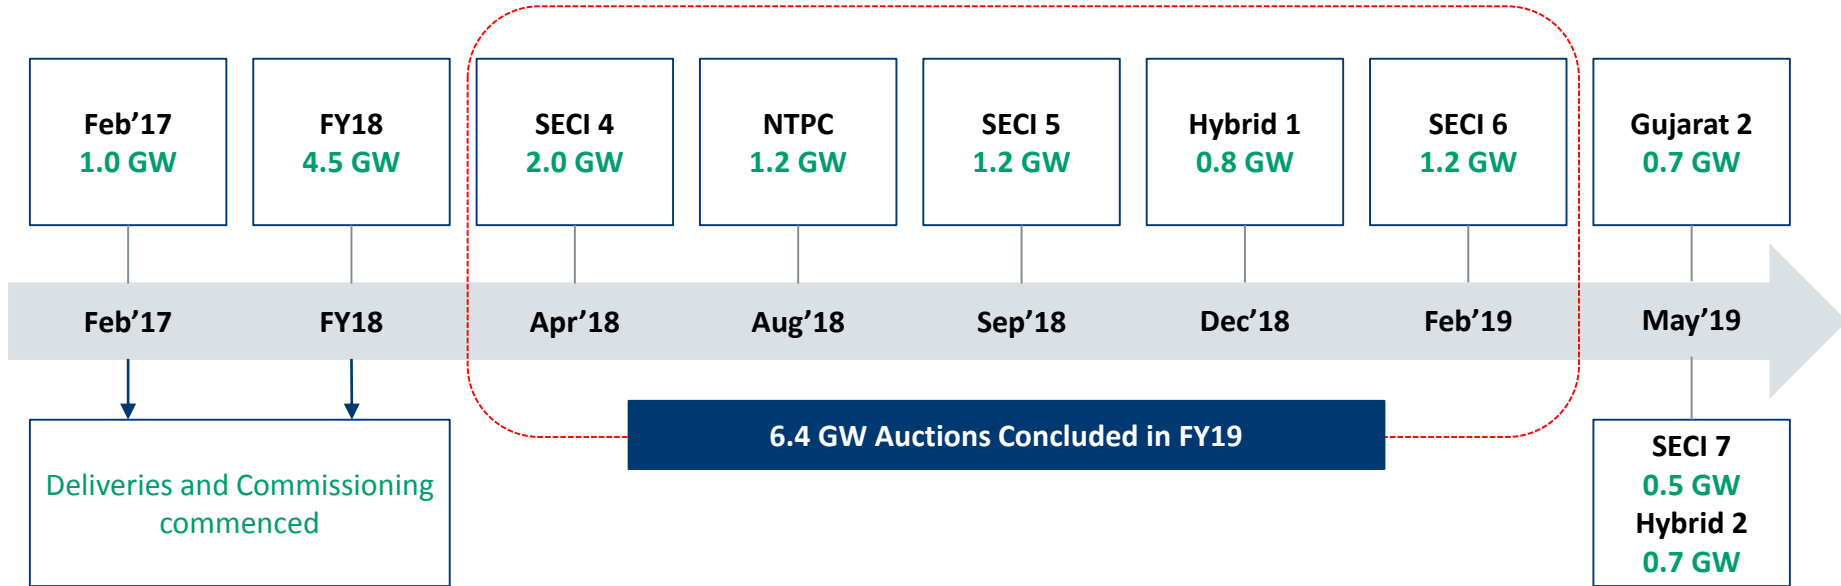 Feb’17
1.0 GW
FY18
4.5 GW
SECI 4
2.0 GW
NTPC
1.2 GW
SECI 5
1.2 GW
Hybrid 1
0.8 GW
SECI 6
1.2 GW
Gujarat 2
0.7 GW
Feb’17
FY18
Apr’18
Aug’18
Sep’18
Dec’18
Feb’19
May’19
Deliveries and Commissioning
commenced
6.4 GW Auctions Concluded in FY19
SECI 7
0.5 GW
Hybrid 2
0.7 GW